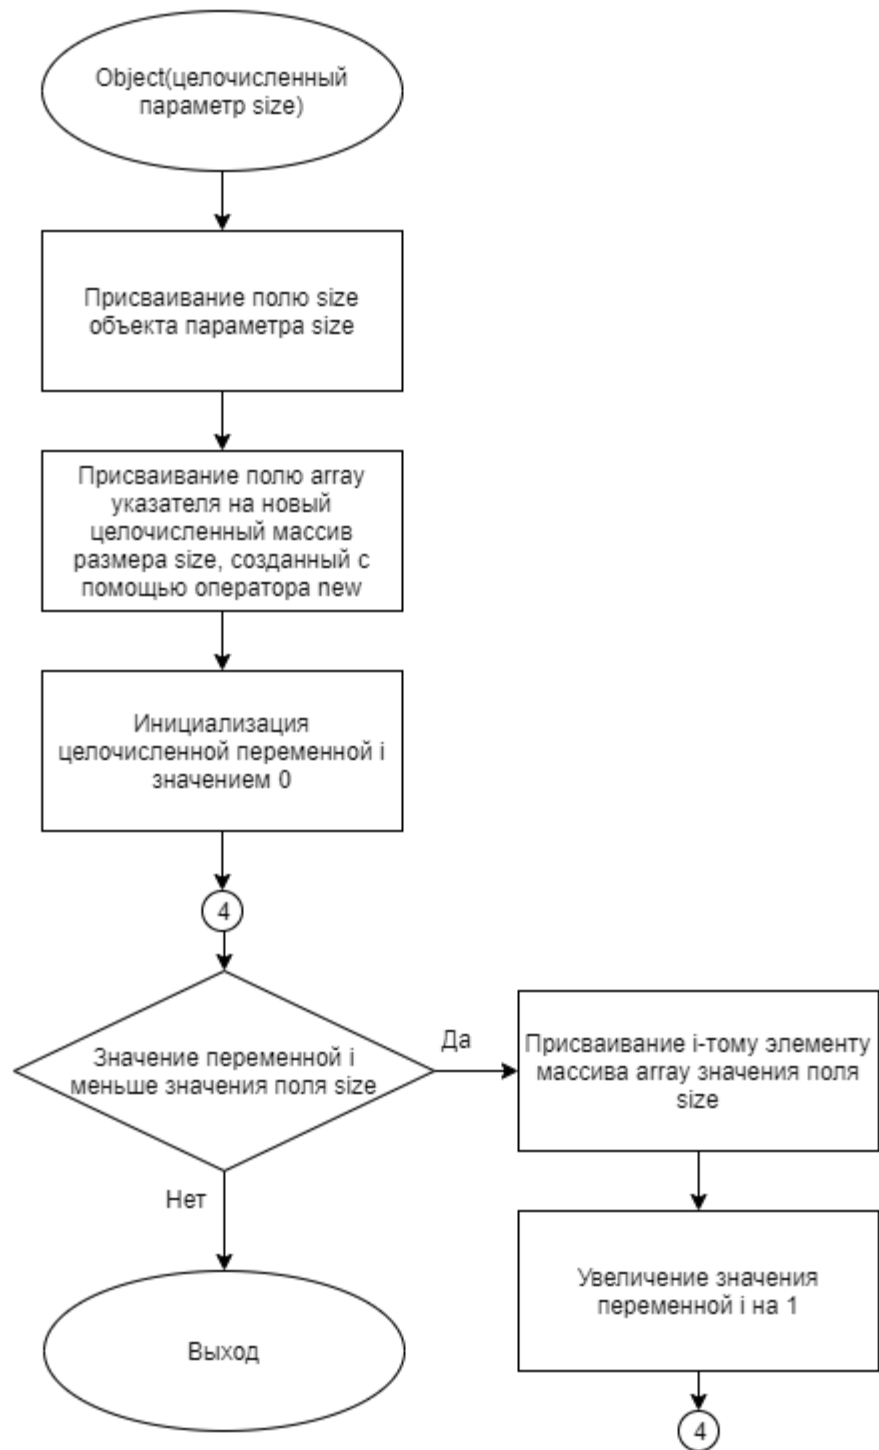 Object(целочисленный
параметр size)
Присваивание полю size
объекта параметра size
Присваивание полю array
указателя на новый
целочисленный массив
размера size, созданный с
помощью оператора new
Инициализация
целочисленной переменной i
значением 0
4
Значение переменной i
меньше значения поля size
Да
Присваивание i-тому элементу
массива array значения поля
size
Нет
Увеличение значения
переменной i на 1
Выход
4